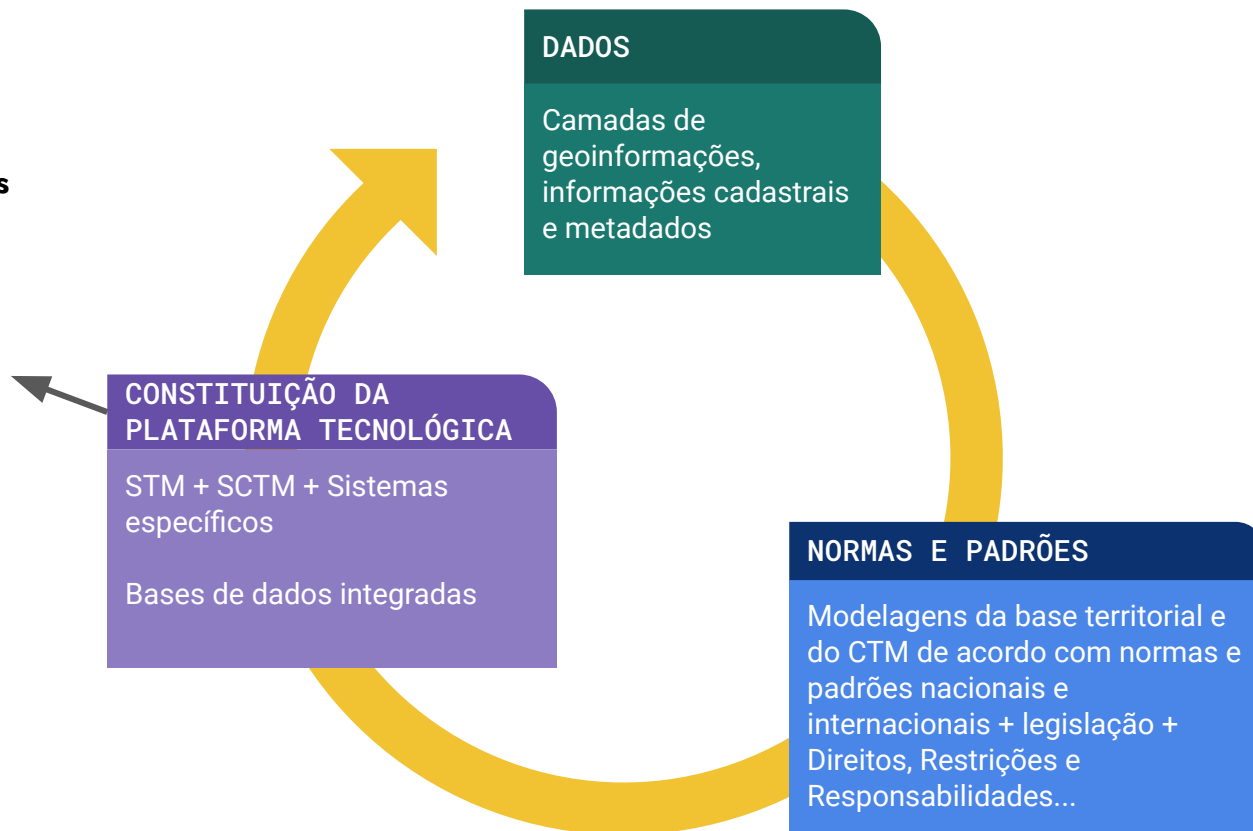 DADOS
Camadas de
geoinformações,
informações cadastrais
e metadados
s
CONSTITUIÇÃO DA
PLATAFORMA TECNOLÓGICA
STM + SCTM + Sistemas
específicos
Bases de dados integradas
NORMAS E PADRÕES
Modelagens da base territorial e
do CTM de acordo com normas e
padrões nacionais e
internacionais + legislação +
Direitos, Restrições e
Responsabilidades...